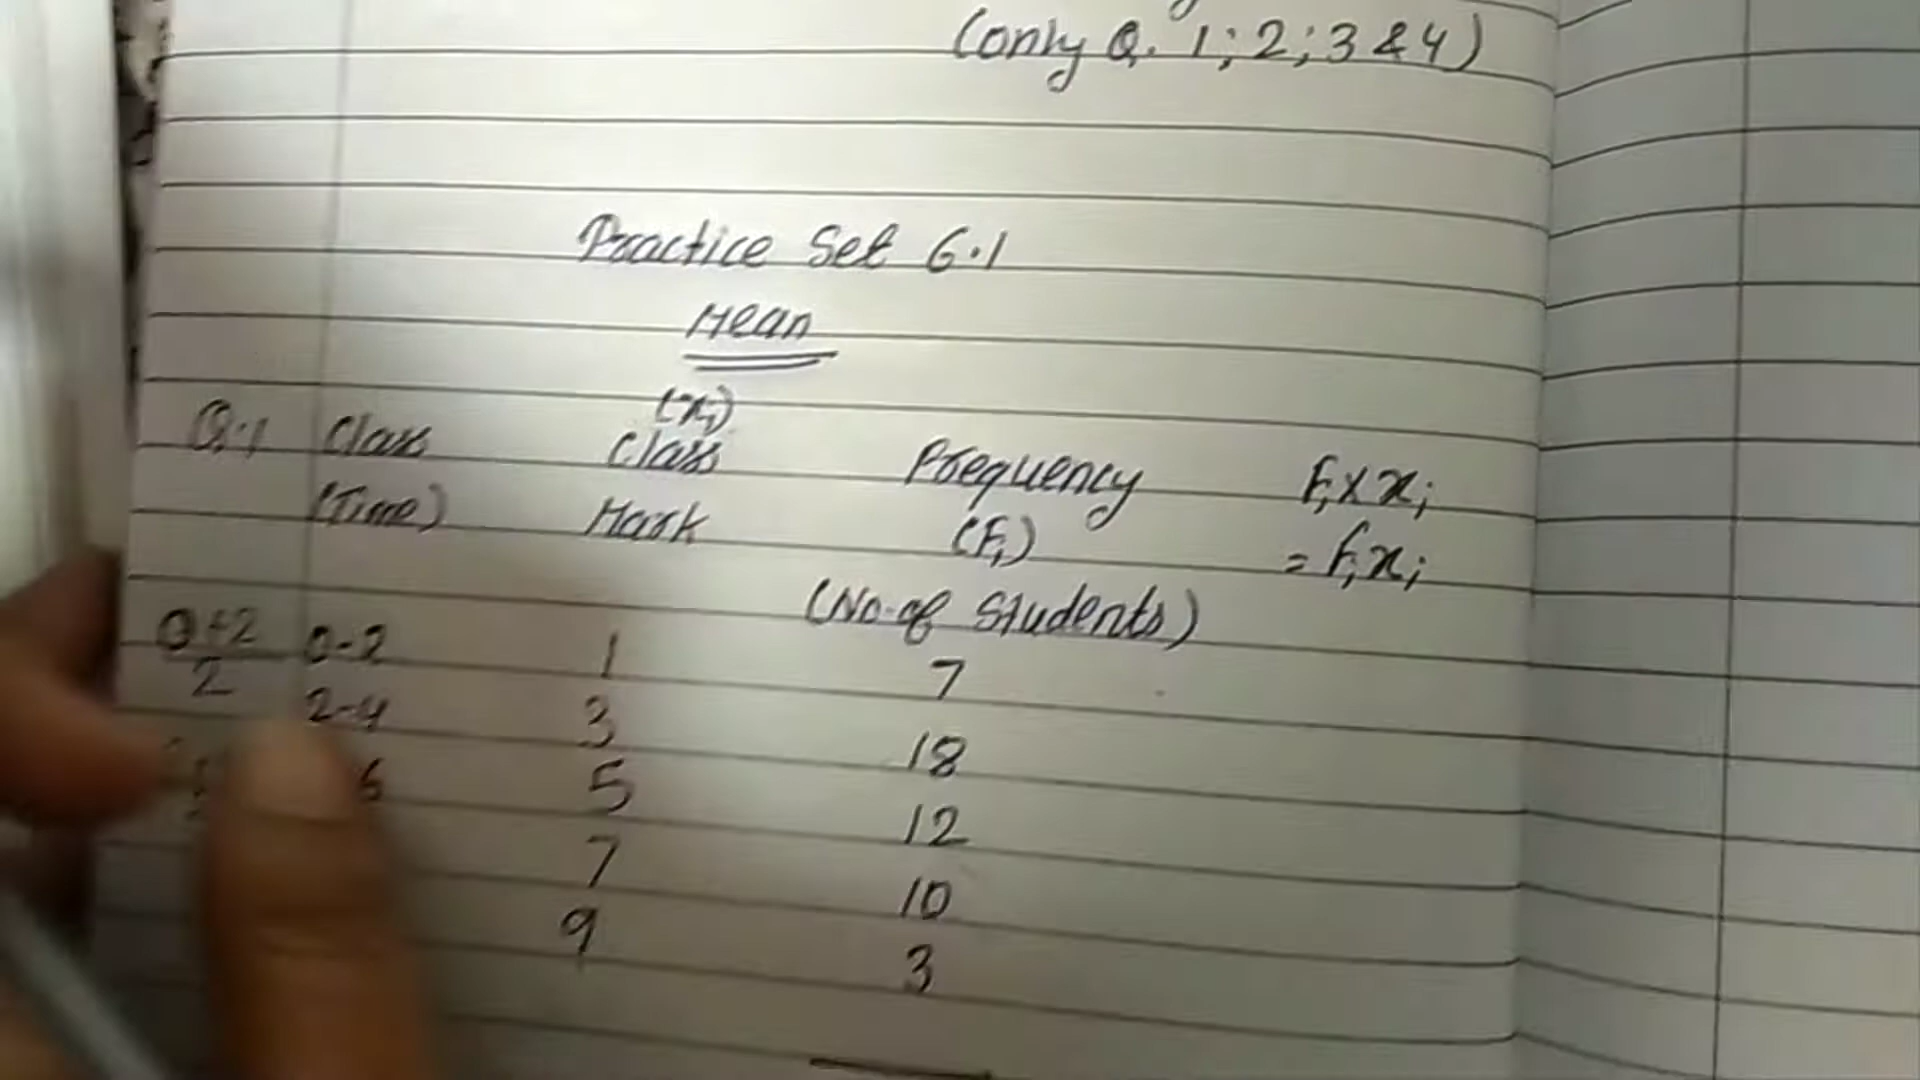 (only Q. 1; 2; 3 & 4)
Practice Set 6.1
Mean
(xi)
Q.1 Class Class Frequency Fi × xi
(Time) Mark (Fi) = Fixi
(No. of Students)
0+2/2 0-2 1 7
2-4 3 18
6 5 12
7 10
9 3